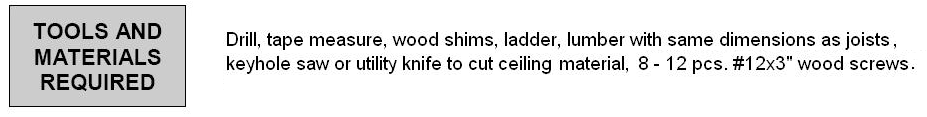 TOOLS AND
MATERIALS
REQUIRED
Drill, tape measure, wood shims, ladder, lumber with same dimensions as joists,
keyhole saw or utility knife to cut ceiling material, 8 - 12 pcs. #12x3" wood screws.